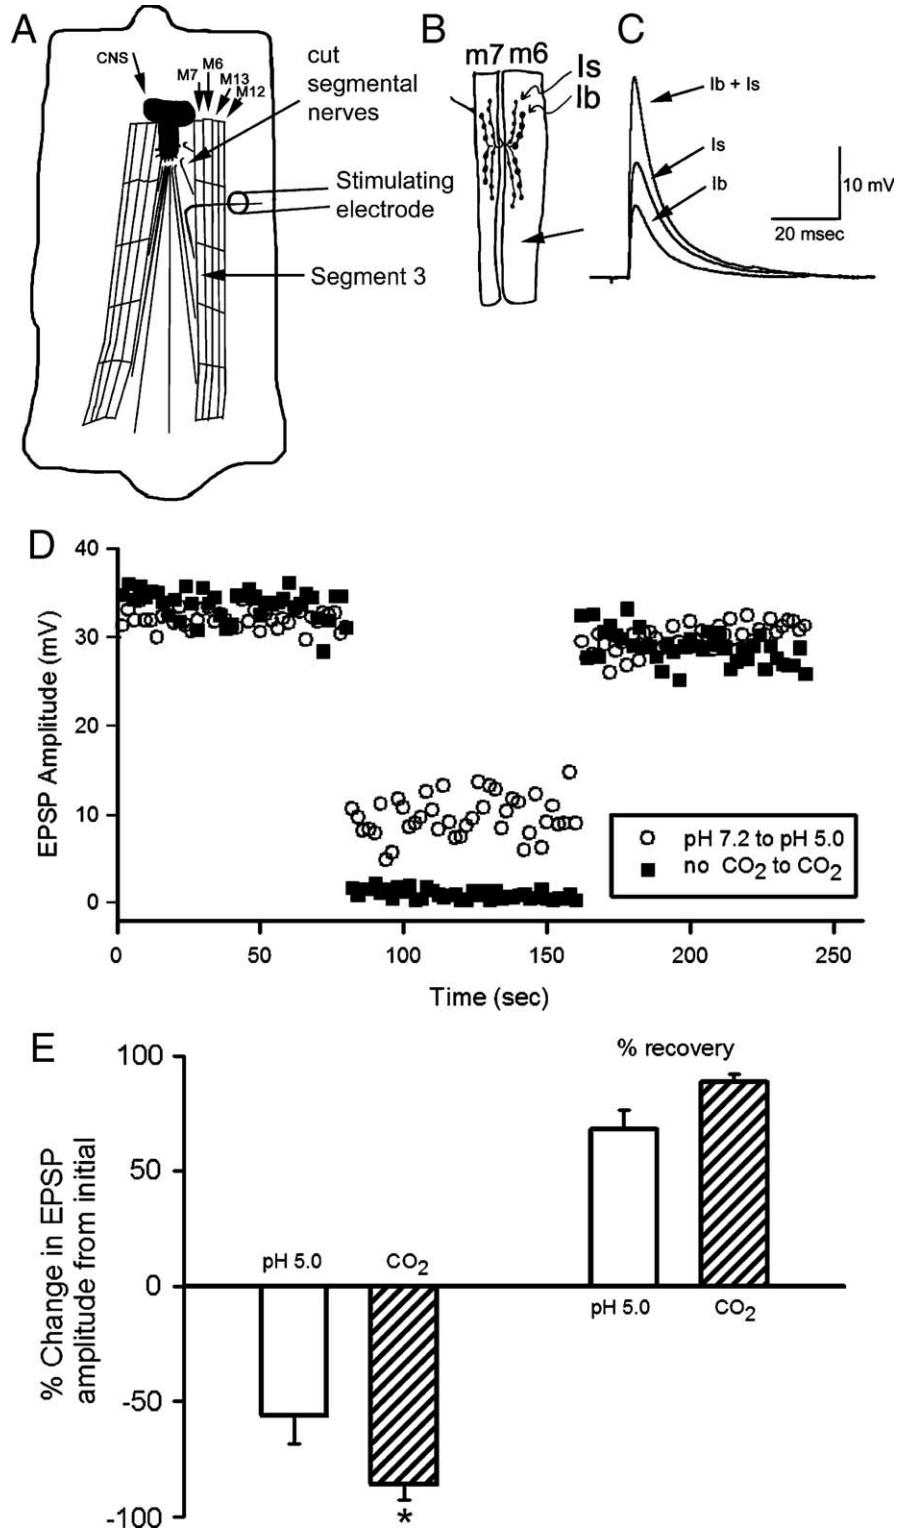 A
CNS
M7
M6
M13
M12
cut
segmental
nerves
Stimulating
electrode
Segment 3
B
m7 m6
Is
Ib
C
Ib + Is
Is
Ib
10 mV
20 msec
D
EPSP Amplitude (mV)
40
30
20
10
0
0 50 100 150 200 250
Time (sec)
pH 7.2 to pH 5.0
no CO2 to CO2
E
% Change in EPSP
amplitude from initial
100
50
0
-50
-100
% recovery
pH 5.0 CO2
pH 5.0 CO2
*